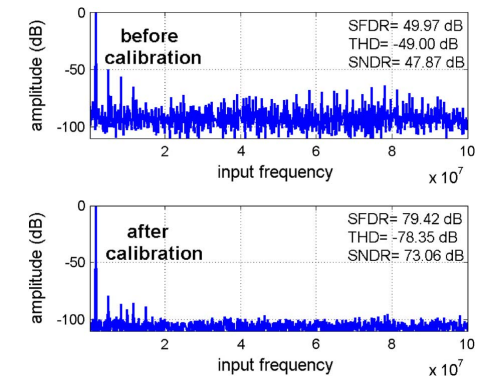 0
-50
-100
amplitude (dB)
before
calibration
SFDR= 49.97 dB
THD= -49.00 dB
SNDR= 47.87 dB
2
4
6
8
10
input frequency
x 10^7
0
-50
-100
amplitude (dB)
after
calibration
SFDR= 79.42 dB
THD= -78.35 dB
SNDR= 73.06 dB
2
4
6
8
10
input frequency
x 10^7